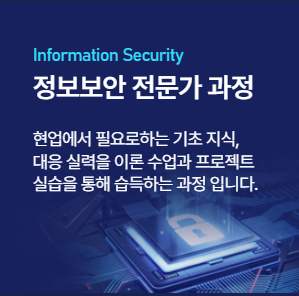 Information Security
정보보안 전문가 과정
현업에서 필요로하는 기초 지식,
대응 실력을 이론 수업과 프로젝트
실습을 통해 습득하는 과정 입니다.